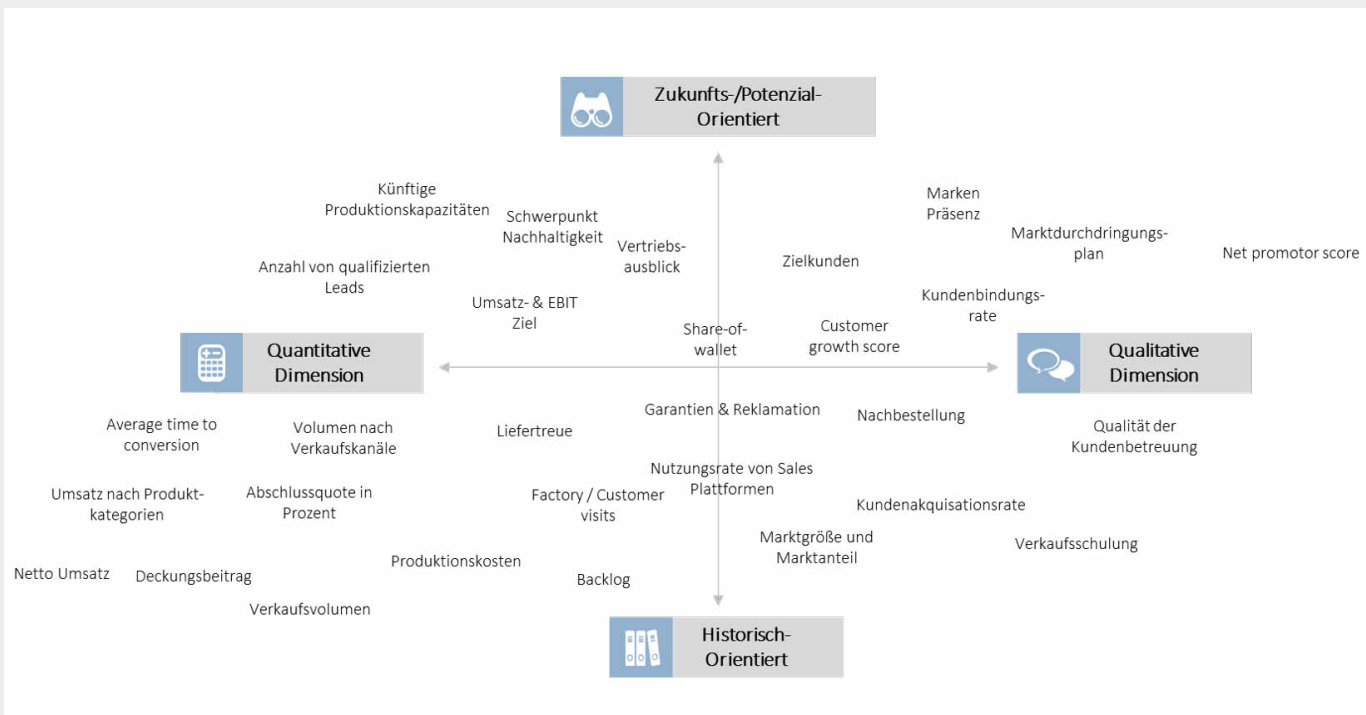 Zukunfts-/Potenzial-
Orientiert
Künftige
Produktionskapazitäten
Schwerpunkt
Nachhaltigkeit
Vertriebs-
ausblick
Marken
Präsenz
Marktdurchdringungs-
plan
Net promotor score
Zielkunden
Anzahl von qualifizierten
Leads
Umsatz- & EBIT
Ziel
Kundenbindungs-
rate
Share-of-
wallet
Customer
growth score
Quantitative
Dimension
Qualitative
Dimension
Average time to
conversion
Volumen nach
Verkaufskanäle
Liefertreue
Garantien & Reklamation
Nachbestellung
Qualität der
Kundenbetreuung
Umsatz nach Produkt-
kategorien
Abschlussquote in
Prozent
Factory / Customer
visits
Nutzungsrate von Sales
Plattformen
Kundenakquisationsrate
Marktgröße und
Marktanteil
Verkaufsschulung
Netto Umsatz
Deckungsbeitrag
Produktionskosten
Backlog
Verkaufsvolumen
Historisch-
Orientiert